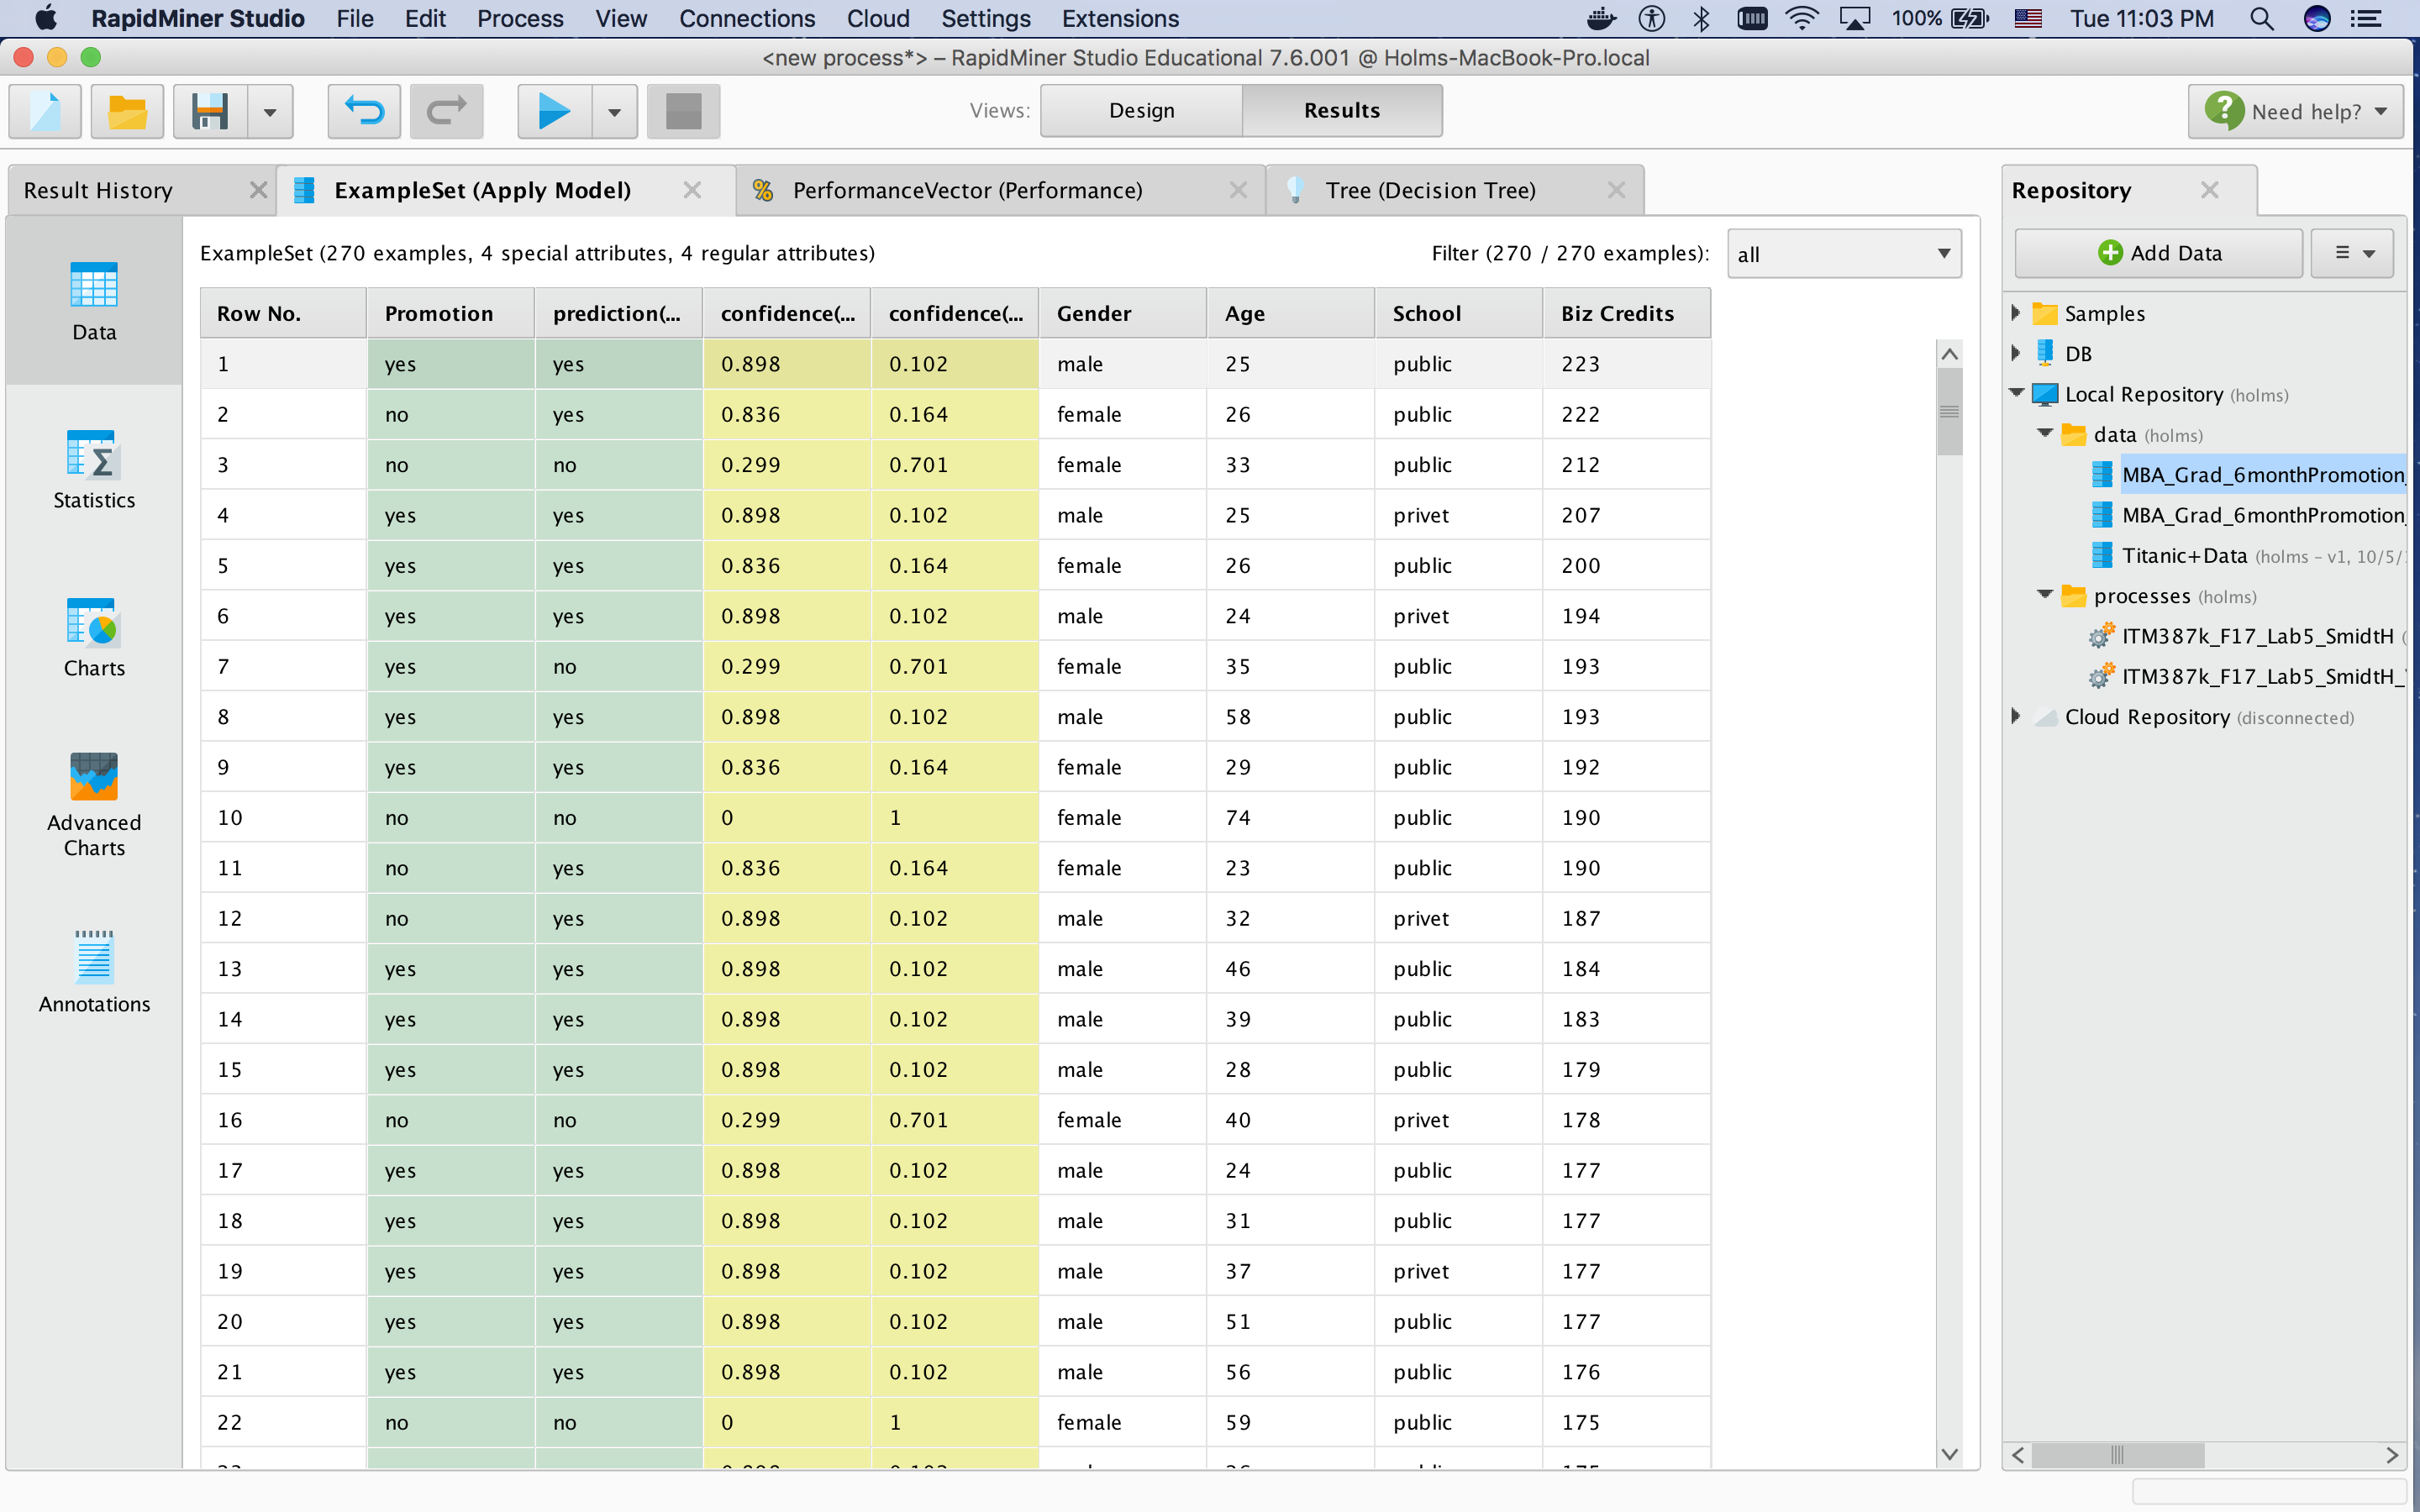 RapidMiner Studio File Edit Process View Connections Cloud Settings Extensions 100% Tue 11:03 PM
<new process*> – RapidMiner Studio Educational 7.6.001 @ Holms-MacBook-Pro.local
Views: Design Results Need help?
Result History ExampleSet (Apply Model) % PerformanceVector (Performance) Tree (Decision Tree) Repository
ExampleSet (270 examples, 4 special attributes, 4 regular attributes) Filter (270 / 270 examples): all
Add Data
Data
Statistics
Charts
Advanced
Charts
Annotations
Row No. Promotion prediction(... confidence(... confidence(... Gender Age School Biz Credits
1 yes yes 0.898 0.102 male 25 public 223
2 no yes 0.836 0.164 female 26 public 222
3 no no 0.299 0.701 female 33 public 212
4 yes yes 0.898 0.102 male 25 privet 207
5 yes yes 0.836 0.164 female 26 public 200
6 yes yes 0.898 0.102 male 24 privet 194
7 yes no 0.299 0.701 female 35 public 193
8 yes yes 0.898 0.102 male 58 public 193
9 yes yes 0.836 0.164 female 29 public 192
10 no no 0 1 female 74 public 190
11 no yes 0.836 0.164 female 23 public 190
12 no yes 0.898 0.102 male 32 privet 187
13 yes yes 0.898 0.102 male 46 public 184
14 yes yes 0.898 0.102 male 39 public 183
15 yes yes 0.898 0.102 male 28 public 179
16 no no 0.299 0.701 female 40 privet 178
17 yes yes 0.898 0.102 male 24 public 177
18 yes yes 0.898 0.102 male 31 public 177
19 yes yes 0.898 0.102 male 37 privet 177
20 yes yes 0.898 0.102 male 51 public 177
21 yes yes 0.898 0.102 male 56 public 176
22 no no 0 1 female 59 public 175
Samples
DB
Local Repository (holms)
data (holms)
MBA_Grad_6monthPromotion_
MBA_Grad_6monthPromotion_
Titanic+Data (holms – v1, 10/5/
processes (holms)
ITM387k_F17_Lab5_SmidtH (
ITM387k_F17_Lab5_SmidtH_
Cloud Repository (disconnected)